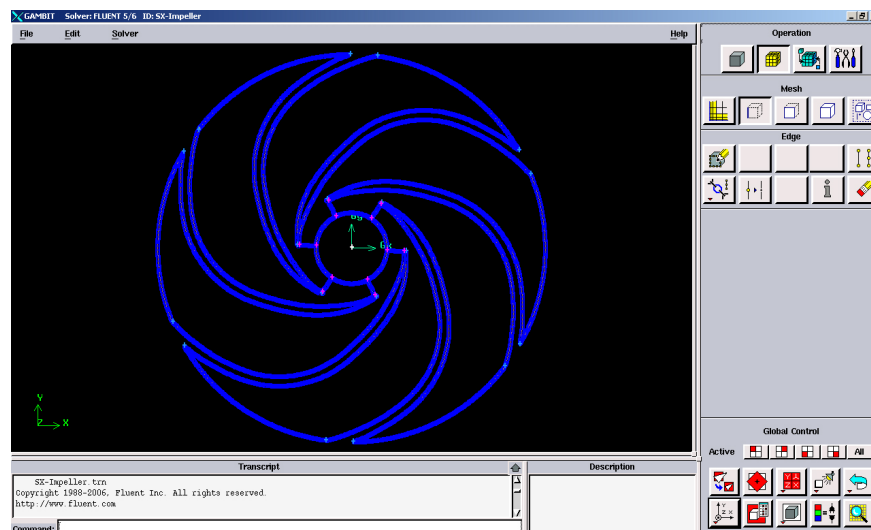 GAMBIT Solver: FLUENT 5/6 ID: SX-Impeller
File Edit Solver Help
Operation
Mesh
Edge
Gx
Y
Z X
Global Control
Active All
Transcript Description
SX-Impeller.trn
Copyright 1988-2006, Fluent Inc. All rights reserved.
http://www.fluent.com
Command: